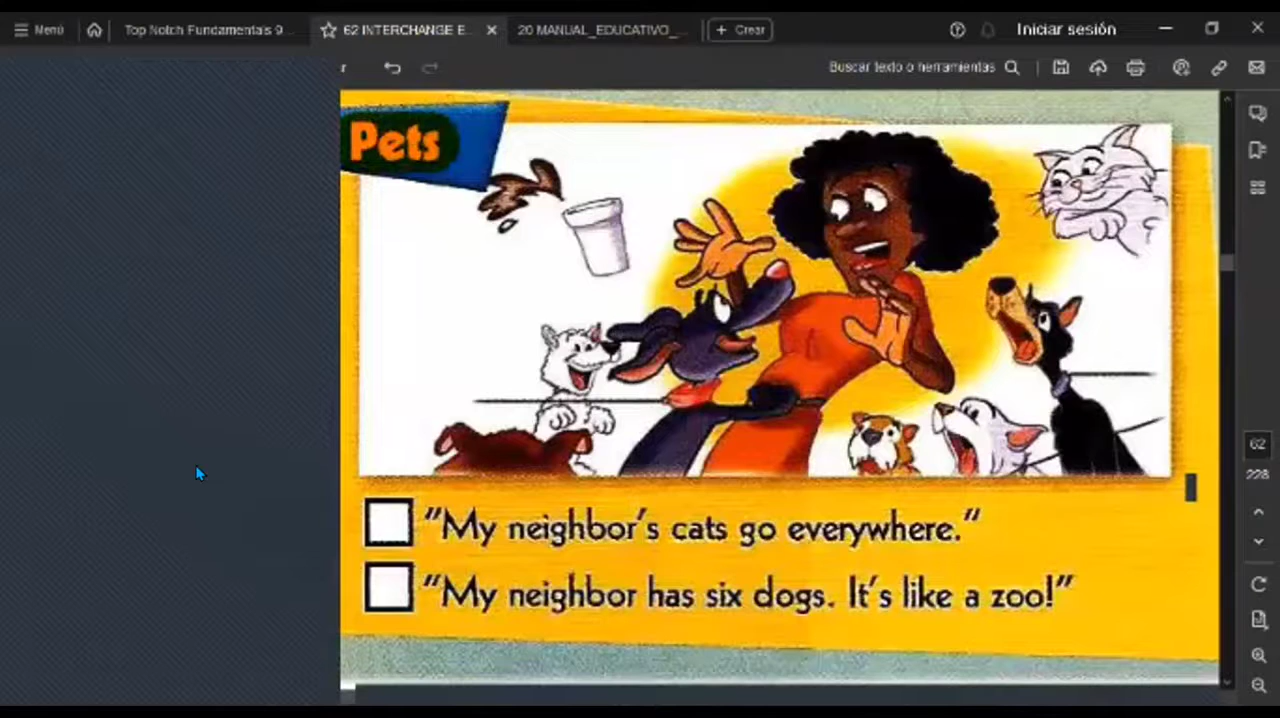 Menú
Top Notch Fundamentals 9...
62 INTERCHANGE E...
20 MANUAL_EDUCATIVO_...
+ Crear
Iniciar sesión
Buscar texto o herramientas
Pets
"My neighbor's cats go everywhere."
"My neighbor has six dogs. It's like a zoo!"
62
228